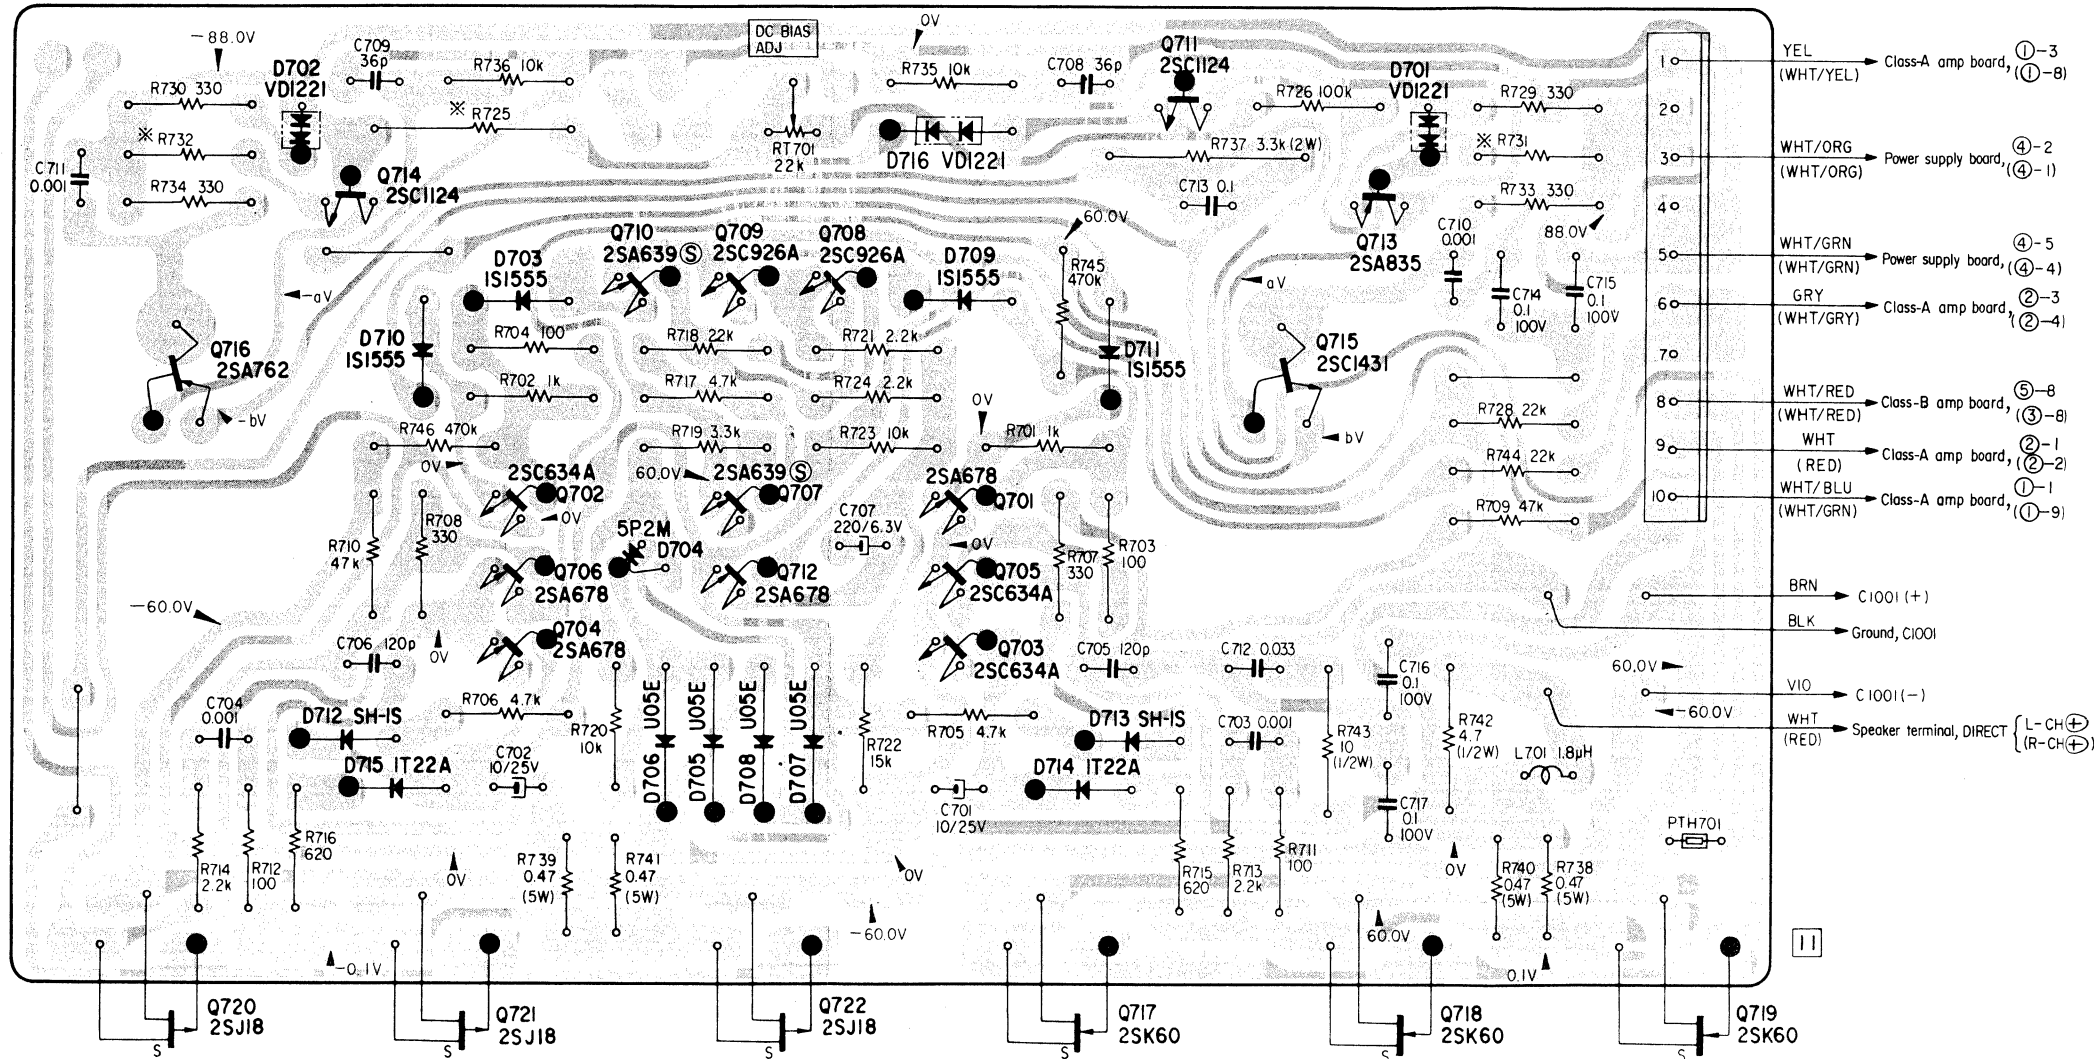 DC BIAS
ADJ
-88.0V
C709
36p
R736 10k
0V
R735 10k
C708 36p
Q711
2SC1124
D701
VD1221
D702
VD1221
R730 330
※
R725
R726 100k
R729 330
※
R732
RT701
22k
D716 VD1221
R737 3.3k (2W)
※
R731
C711
0.001
R734 330
Q714
2SC1124
C713 0.1
R733 330
60.0V
88.0V
Q713
2SA835
C710
0.001
D703
1S1555
Q710
2SA639 Ⓢ
Q709
2SC926A
Q708
2SC926A
D709
1S1555
R745
470k
-aV
aV
C714
0.1
100V
C715
0.1
100V
Q716
2SA762
D710
1S1555
R704 100
R718 22k
R721 2.2k
D711
1S1555
Q715
2SC1431
R702 1k
R717 4.7k
R724 2.2k
-bV
0V
R728 22k
R746 470k
R719 3.3k
R723 10k
R701 1k
bV
0V
R744 22k
2SC634A
Q702
60.0V
2SA639 Ⓢ
Q707
2SA678
Q701
R709 47k
R710
47k
R708
330
0V
5P2M
D704
C707
220/6.3V
0V
R707
330
R703
100
Q706
2SA678
Q712
2SA678
Q705
2SC634A
-60.0V
Q704
2SA678
Q703
2SC634A
C706 120p
0V
C705 120p
C712 0.033
C716
0.1
100V
60.0V
C704
0.001
D712 SH-1S
R706 4.7k
R720
10k
D706 U05E
D705 U05E
D708 U05E
D707 U05E
R722
15k
R705 4.7k
D713 SH-1S
C703 0.001
R743
10
(1/2W)
R742
4.7
(1/2W)
-60.0V
D715 1T22A
C702
10/25V
C701
10/25V
D714 1T22A
C717
0.1
100V
L701 1.8μH
PTH701
R714
2.2k
R712
100
R716
620
0V
R739
0.47
(5W)
R741
0.47
(5W)
0V
R715
620
R713
2.2k
R711
100
0V
R740
0.47
(5W)
R738
0.47
(5W)
-0.1V
-60.0V
60.0V
0.1V
11
Q720
2SJ18
S
Q721
2SJ18
S
Q722
2SJ18
S
Q717
2SK60
S
Q718
2SK60
S
Q719
2SK60
S
1
2
3
4
5
6
7
8
9
10
YEL
(WHT/YEL)
Class-A amp board, ①-3
(①-8)
WHT/ORG
(WHT/ORG)
Power supply board, ④-2
(④-1)
WHT/GRN
(WHT/GRN)
Power supply board, ④-5
(④-4)
GRY
(WHT/GRY)
Class-A amp board, ②-3
(②-4)
WHT/RED
(WHT/RED)
Class-B amp board, ⑤-8
(③-8)
WHT
(RED)
Class-A amp board, ②-1
(②-2)
WHT/BLU
(WHT/GRN)
Class-A amp board, ①-1
(①-9)
BRN
C1001 (+)
BLK
Ground, C1001
VIO
C1001 (-)
WHT
(RED)
Speaker terminal, DIRECT { L-CH⊕
(R-CH⊕)